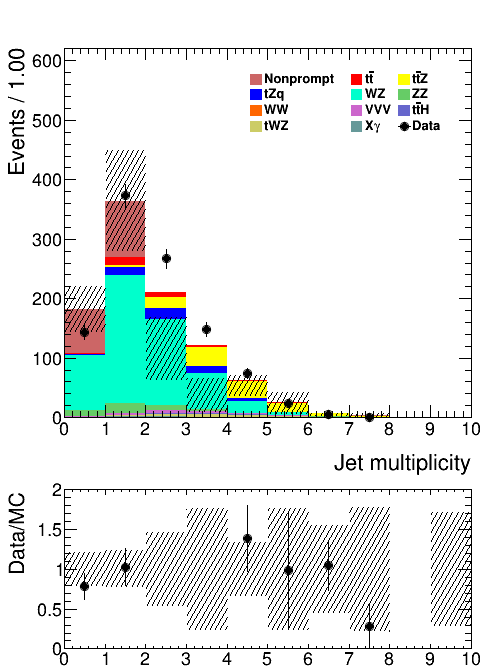 Events / 1.00
600
500
400
300
200
100
0
Nonprompt tt̄ tt̄Z
tZq WZ ZZ
WW VVV tt̄H
tWZ Xγ Data
0 1 2 3 4 5 6 7 8 9 10
Jet multiplicity
Data/MC
2
1.5
1
0.5
0
0 1 2 3 4 5 6 7 8 9 10